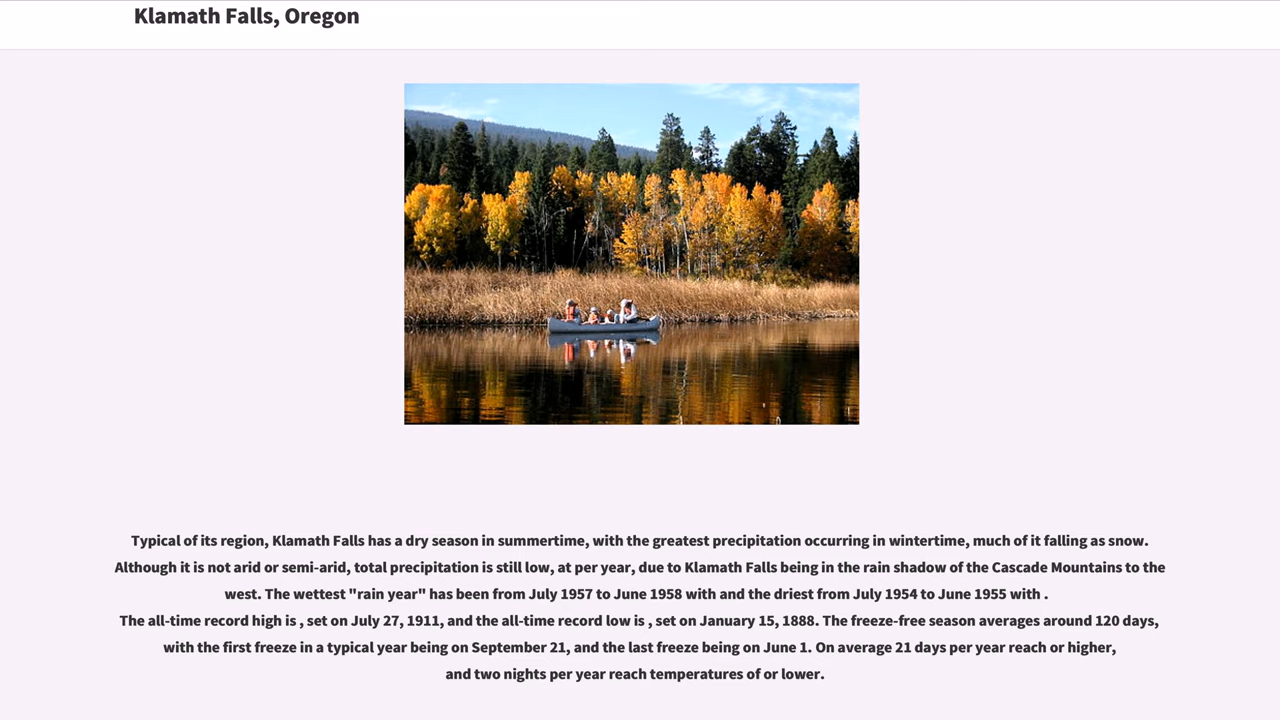 Klamath Falls, Oregon
Typical of its region, Klamath Falls has a dry season in summertime, with the greatest precipitation occurring in wintertime, much of it falling as snow.
Although it is not arid or semi-arid, total precipitation is still low, at per year, due to Klamath Falls being in the rain shadow of the Cascade Mountains to the
west. The wettest "rain year" has been from July 1957 to June 1958 with and the driest from July 1954 to June 1955 with .
The all-time record high is , set on July 27, 1911, and the all-time record low is , set on January 15, 1888. The freeze-free season averages around 120 days,
with the first freeze in a typical year being on September 21, and the last freeze being on June 1. On average 21 days per year reach or higher,
and two nights per year reach temperatures of or lower.